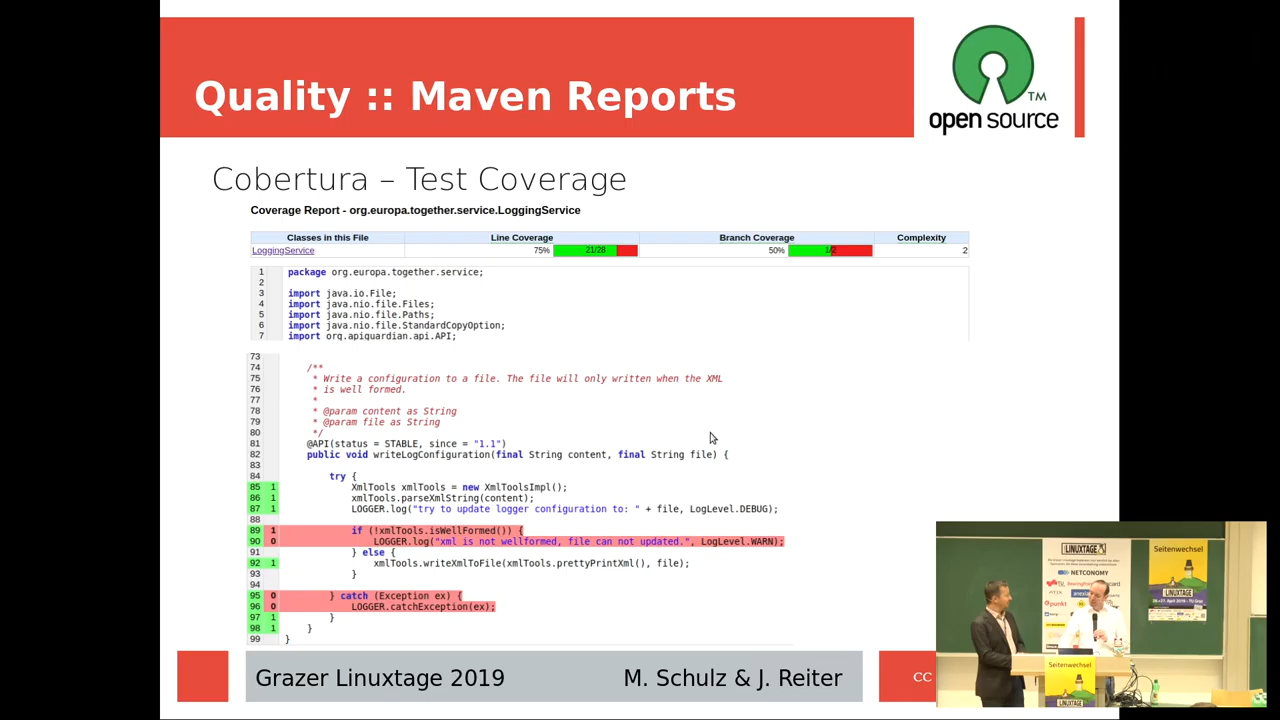 Quality :: Maven Reports
open source
TM
Cobertura – Test Coverage
Coverage Report - org.europa.together.service.LoggingService
Classes in this File Line Coverage Branch Coverage Complexity
LoggingService 75% 21/28 50% 1/2 2
1 package org.europa.together.service;
2
3 import java.io.File;
4 import java.nio.file.Files;
5 import java.nio.file.Paths;
6 import java.nio.file.StandardCopyOption;
7 import org.apiguardian.api.API;
73
74 /**
75 * Write a configuration to a file. The file will only written when the XML
76 * is well formed.
77 *
78 * @param content as String
79 * @param file as String
80 */
81 @API(status = STABLE, since = "1.1")
82 public void writeLogConfiguration(final String content, final String file) {
83
84 try {
85 1 XmlTools xmlTools = new XmlToolsImpl();
86 1 xmlTools.parseXmlString(content);
87 1 LOGGER.log("try to update logger configuration to: " + file, LogLevel.DEBUG);
88
89 1 if (!xmlTools.isWellFormed()) {
90 0 LOGGER.log("xml is not wellformed, file can not updated.", LogLevel.WARN);
91 } else {
92 1 xmlTools.writeXmlToFile(xmlTools.prettyPrintXml(), file);
93 }
94
95 0 } catch (Exception ex) {
96 0 LOGGER.catchException(ex);
97 1 }
98 1 }
99 }
Grazer Linuxtage 2019 M. Schulz & J. Reiter
CC
LINUXTAGE
NETCONOMY
Seitenwechsel
LINUXTAGE
Seitenwechsel
LINUXTAGE